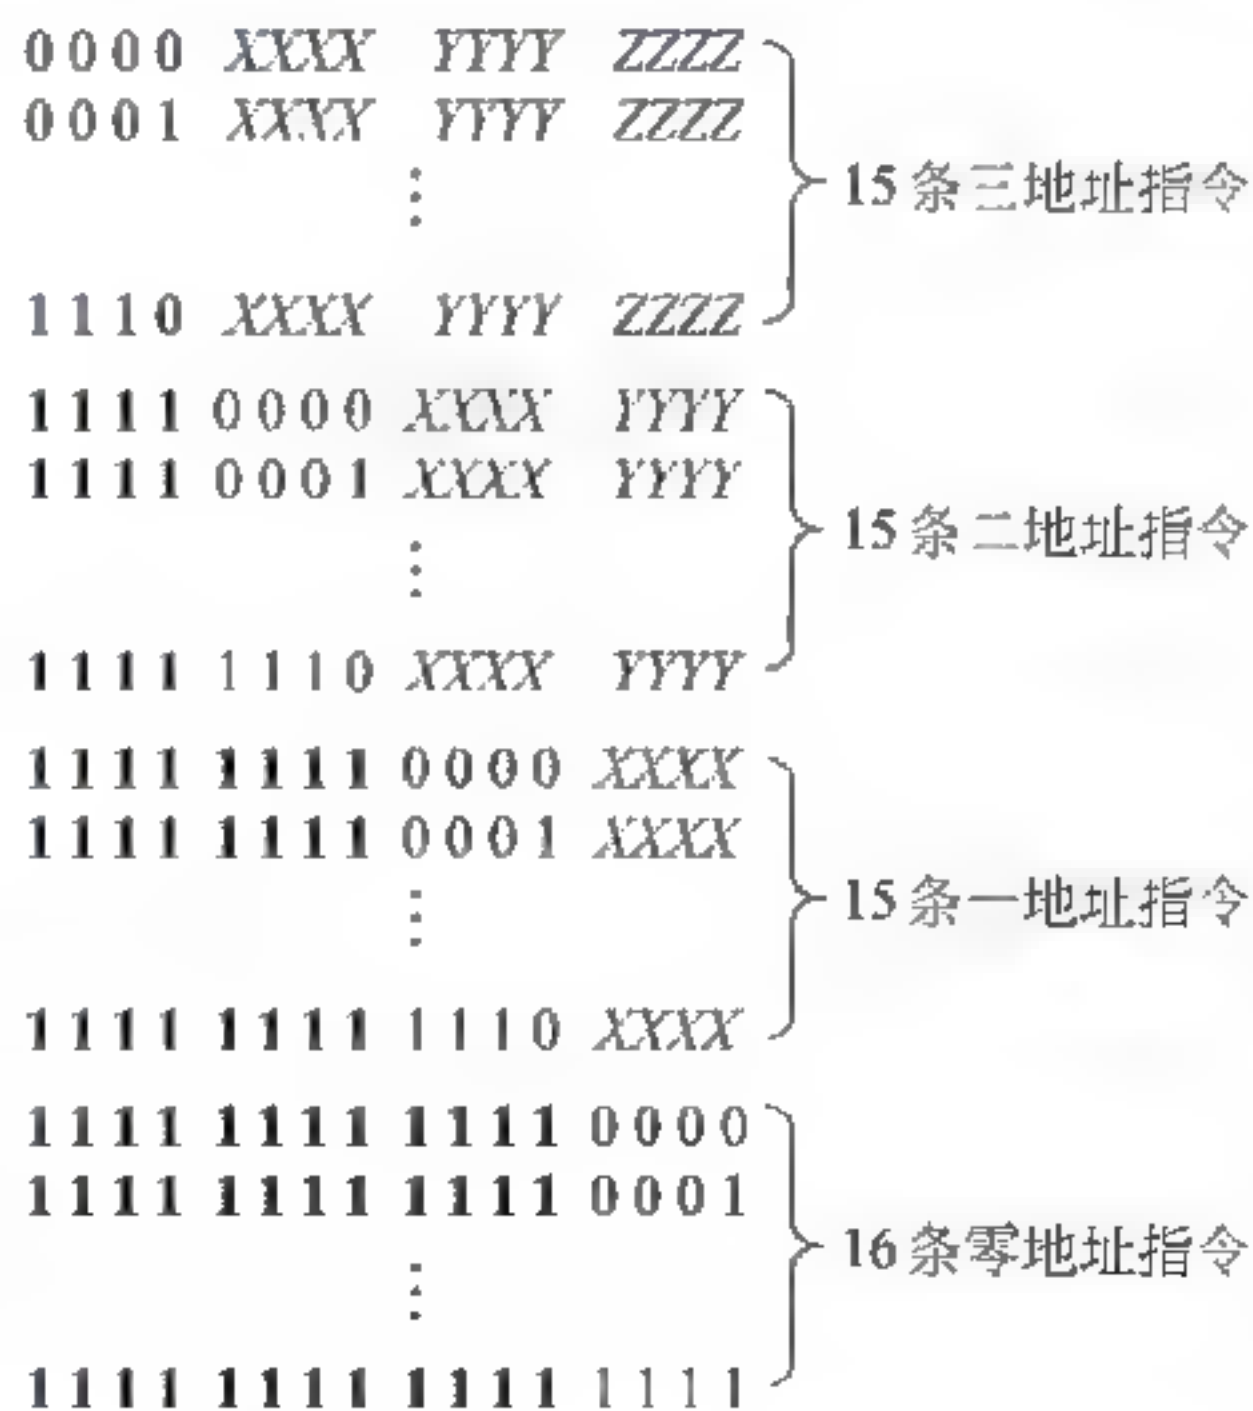 0000 XXXX YYYY ZZZZ
0001 XXXX YYYY ZZZZ
⋮
15条三地址指令
1110 XXXX YYYY ZZZZ
1111 0000 XXXX YYYY
1111 0001 XXXX YYYY
⋮
15条二地址指令
1111 1110 XXXX YYYY
1111 1111 0000 XXXX
1111 1111 0001 XXXX
⋮
15条一地址指令
1111 1111 1110 XXXX
1111 1111 1111 0000
1111 1111 1111 0001
⋮
16条零地址指令
1111 1111 1111 1111